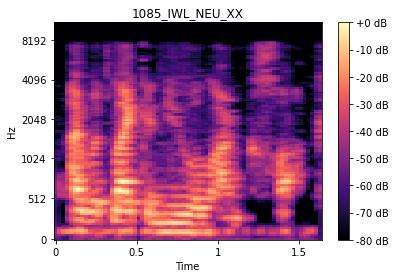 1085_IWL_NEU_XX
+0 dB
8192
-10 dB
4096
-20 dB
-30 dB
2048
Hz
-40 dB
1024
-50 dB
512
-60 dB
-70 dB
0
-80 dB
0 0.5 1 1.5
Time